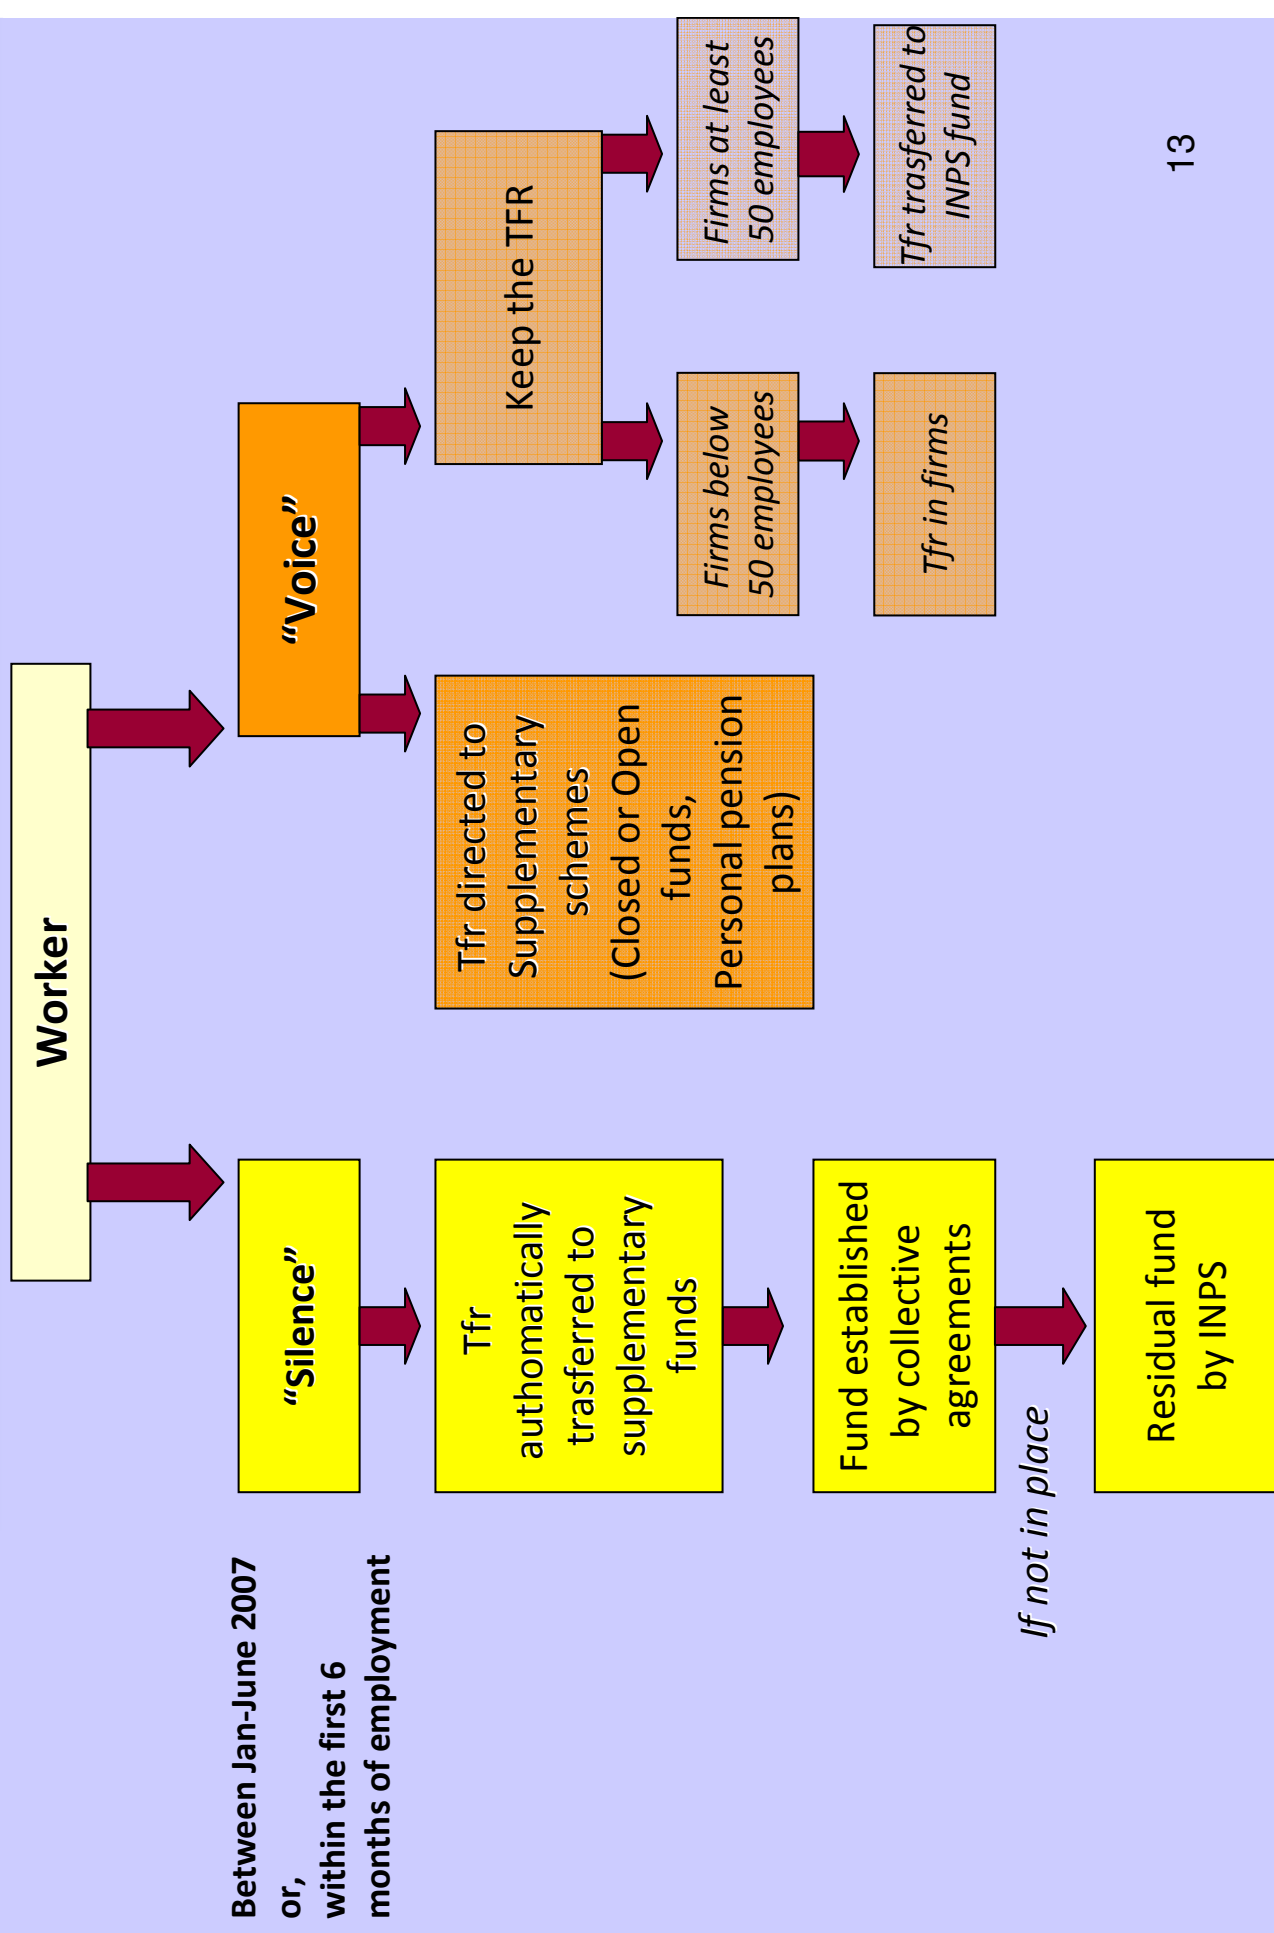 Worker
Between Jan-June 2007
or,
within the first 6
months of employment
“Silence”
“Voice”
Tfr
authomatically
trasferred to
supplementary
funds
Tfr directed to
Supplementary
schemes
(Closed or Open
funds,
Personal pension
plans)
Keep the TFR
Fund established
by collective
agreements
Firms below
50 employees
Firms at least
50 employees
If not in place
Tfr in firms
Tfr trasferred to
INPS fund
Residual fund
by INPS
13